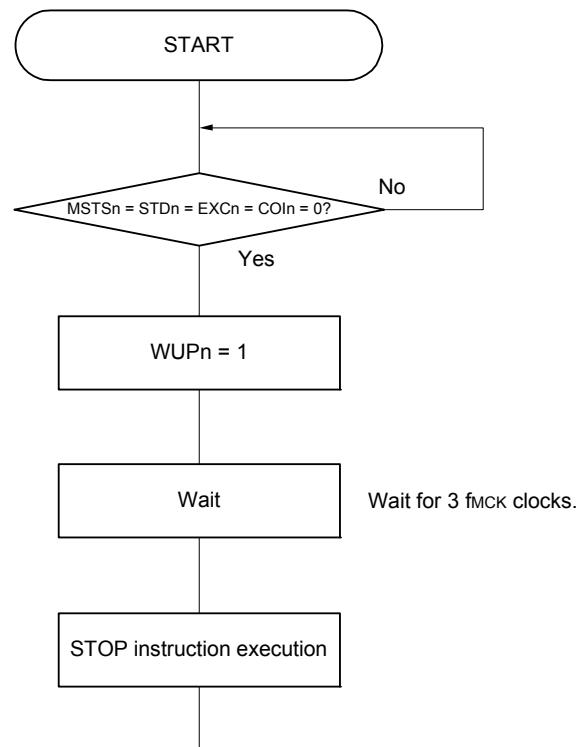 START
No
MSTSn = STDn = EXCn = COIn = 0?
Yes
WUPn = 1
Wait
Wait for 3 fMCK clocks.
STOP instruction execution